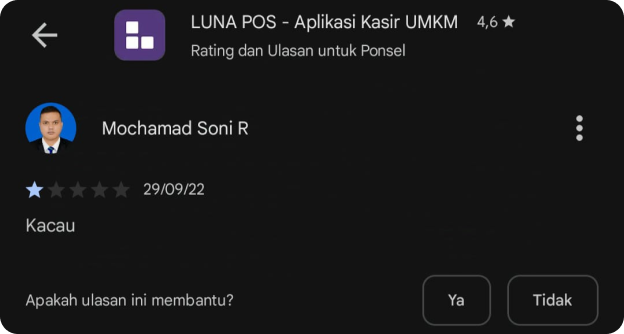 LUNA POS - Aplikasi Kasir UMKM 4,6 ★
Rating dan Ulasan untuk Ponsel
Mochamad Soni R
29/09/22
Kacau
Apakah ulasan ini membantu?
Ya
Tidak